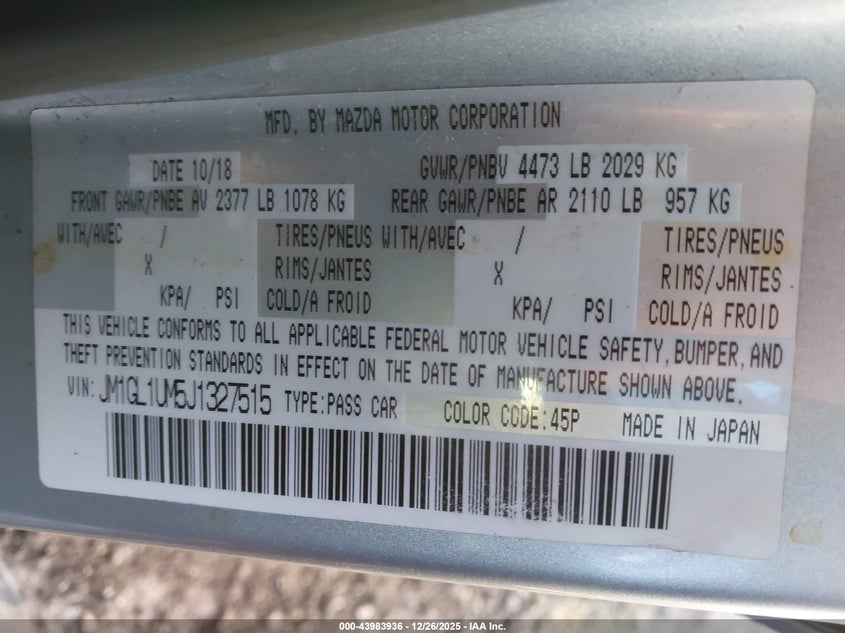 MFD. BY MAZDA MOTOR CORPORATION
DATE 10/18 GVWR/PNBV 4473 LB 2029 KG
FRONT GAWR/PNBE AV 2377 LB 1078 KG REAR GAWR/PNBE AR 2110 LB 957 KG
WITH/AVEC / TIRES/PNEUS WITH/AVEC / TIRES/PNEUS
X RIMS/JANTES X RIMS/JANTES
KPA/ PSI COLD/A FROID KPA/ PSI COLD/A FROID
THIS VEHICLE CONFORMS TO ALL APPLICABLE FEDERAL MOTOR VEHICLE SAFETY, BUMPER, AND
THEFT PREVENTION STANDARDS IN EFFECT ON THE DATE OF MANUFACTURE SHOWN ABOVE.
VIN: JM1GL1UM5J1327515 TYPE:PASS CAR COLOR CODE:45P MADE IN JAPAN
000-43983936 - 12/26/2025 - IAA Inc.